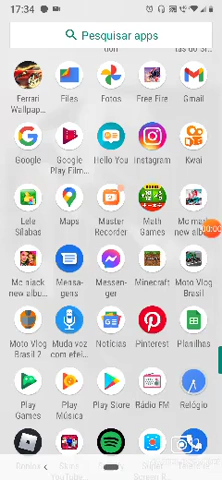 17:34
Pesquisar apps
Ferrari Wallpap... Files Fotos Free Fire Gmail
Google Google Play Film... Hello You Instagram Kwai
00:00
Lele Sílabas Maps Master Recorder Math Games Mc
new albu...
Mc
new albu... Mensa-
gens Messen-
ger Minecraft Moto Vlog
Brasil
Moto Vlog
Brasil 2 Muda voz
com efei... Notícias Pinterest Planilhas
Play
Games Play
Música Play Store Rádio FM Relógio